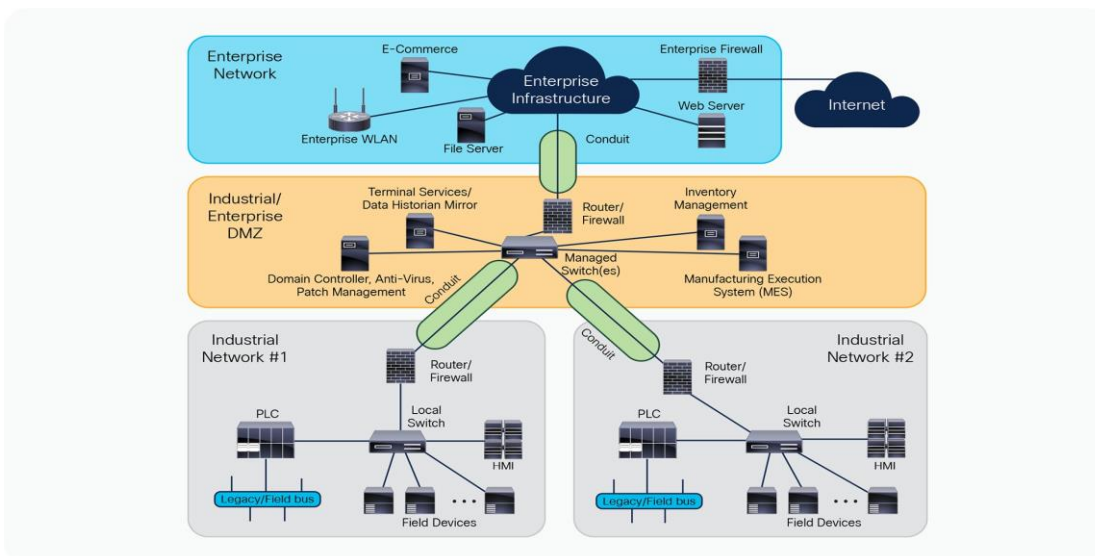 Enterprise
Network
E-Commerce
Enterprise WLAN
File Server
Enterprise
Infrastructure
Enterprise Firewall
Web Server
Internet
Conduit
Industrial/
Enterprise
DMZ
Terminal Services/
Data Historian Mirror
Router/
Firewall
Inventory
Management
Domain Controller, Anti-Virus,
Patch Management
Managed
Switch(es)
Manufacturing Execution
System (MES)
Conduit
Conduit
Industrial
Network #1
Router/
Firewall
PLC
Local
Switch
HMI
Legacy/Field bus
Field Devices
Industrial
Network #2
Router/
Firewall
PLC
Local
Switch
HMI
Legacy/Field bus
Field Devices